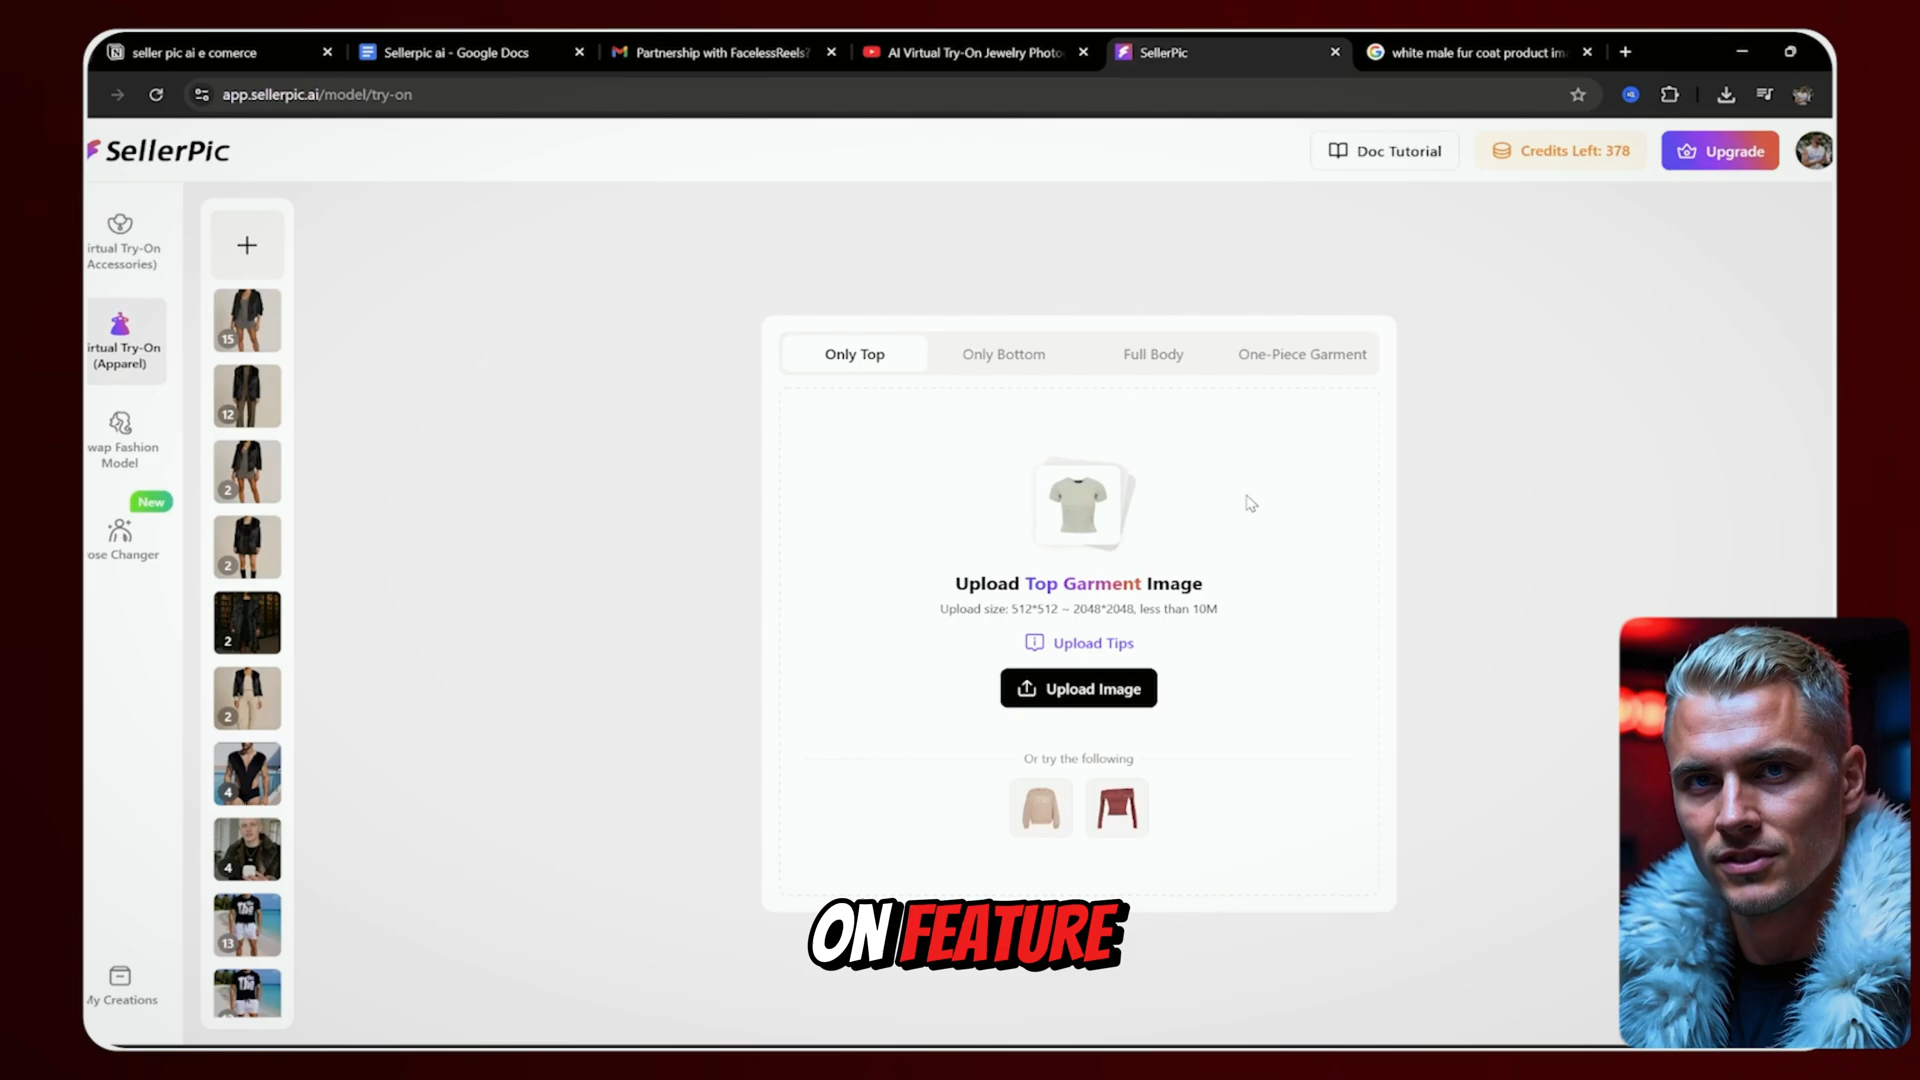 seller pic ai e comerce
Sellerpic ai - Google Docs
Partnership with FacelessReels?
AI Virtual Try-On Jewelry Photo
SellerPic
white male fur coat product im
app.sellerpic.ai/model/try-on
SellerPic
Doc Tutorial
Credits Left: 378
Upgrade
irtual Try-On
Accessories)
irtual Try-On
(Apparel)
wap Fashion
Model
New
ose Changer
My Creations
15
12
2
2
2
2
4
4
13
Only Top
Only Bottom
Full Body
One-Piece Garment
Upload Top Garment Image
Upload size: 512*512 ~ 2048*2048, less than 10M
Upload Tips
Upload Image
Or try the following
ON FEATURE